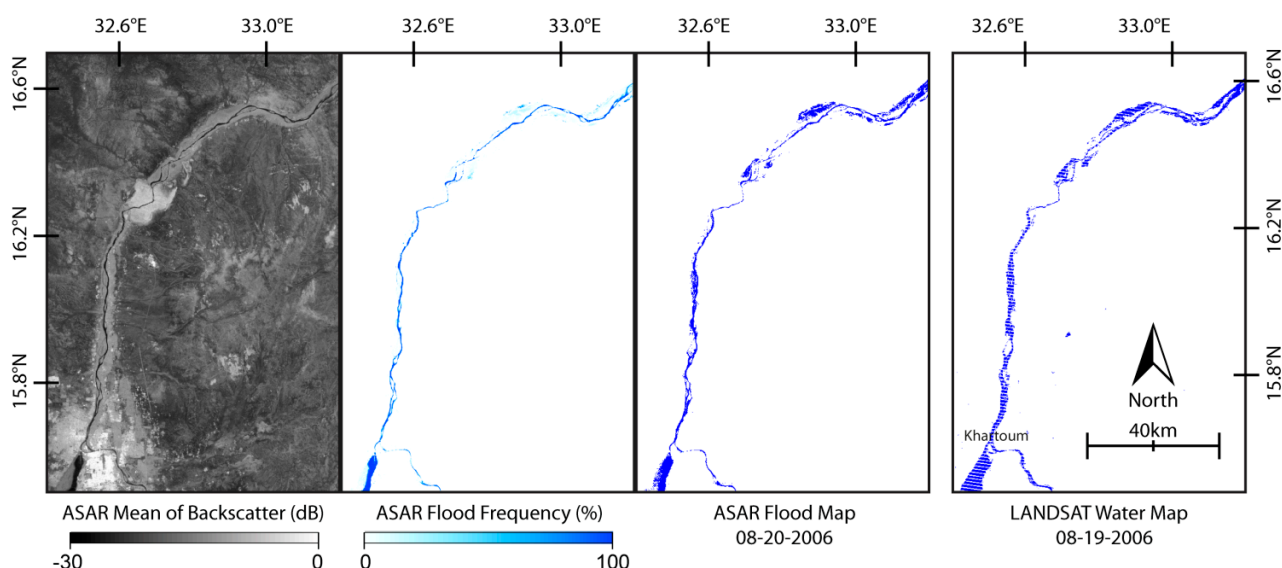 32.6°E 33.0°E 32.6°E 33.0°E 32.6°E 33.0°E 32.6°E 33.0°E
16.6°N 16.6°N
16.2°N 16.2°N
15.8°N 15.8°N
North
40km
Khartoum
ASAR Mean of Backscatter (dB) ASAR Flood Frequency (%) ASAR Flood Map LANDSAT Water Map
08-20-2006 08-19-2006
-30 0 0 100